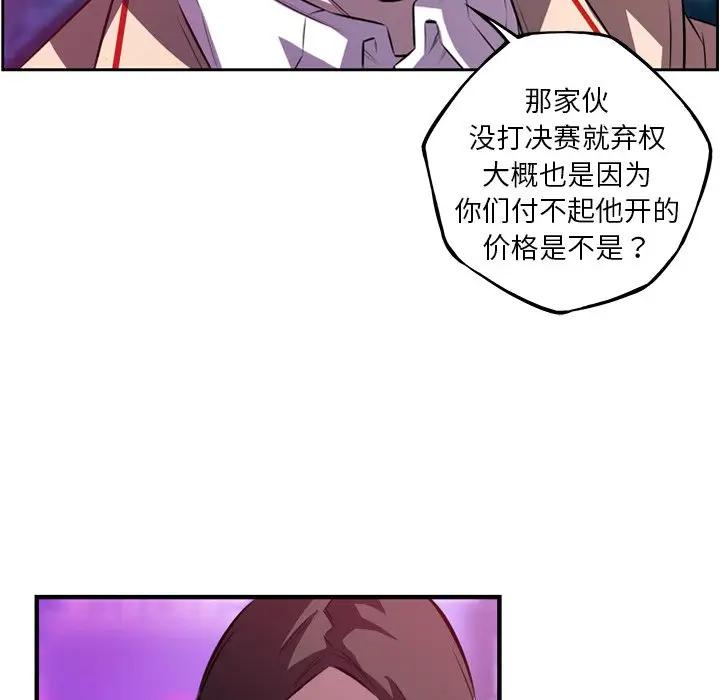 那家伙
没打决赛就弃权
大概也是因为
你们付不起他开的
价格是不是？